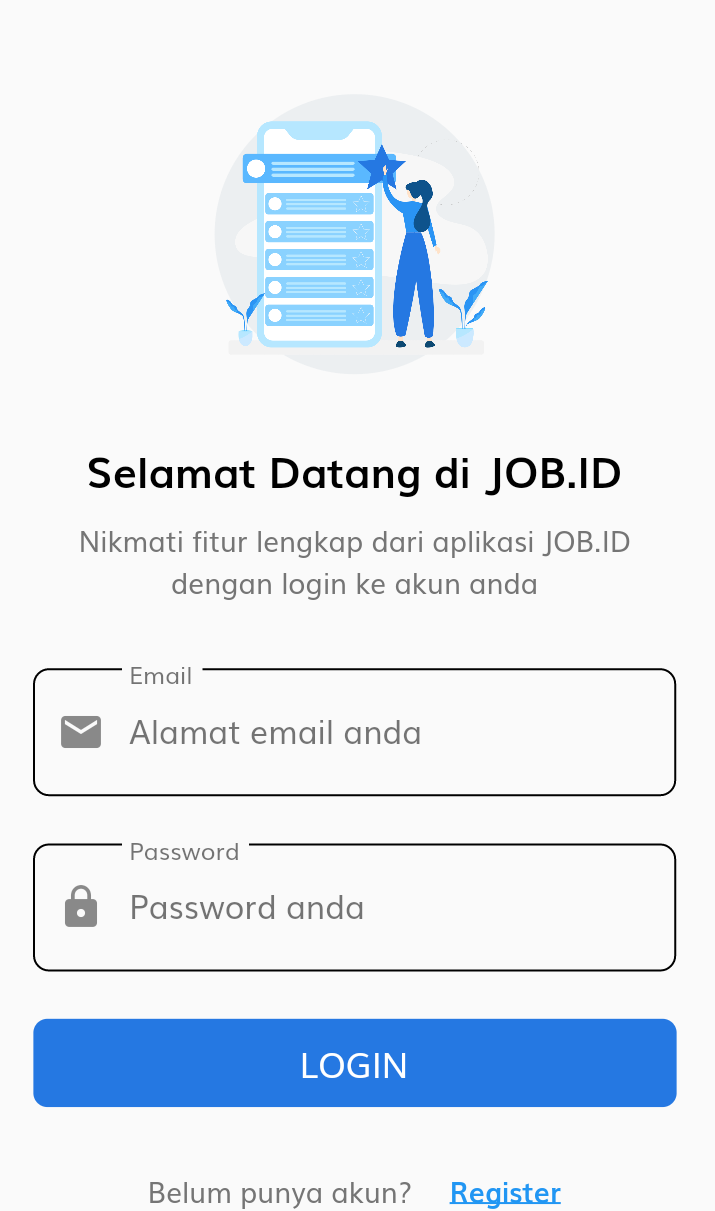 Selamat Datang di JOB.ID
Nikmati fitur lengkap dari aplikasi JOB.ID
dengan login ke akun anda
Email
Alamat email anda
Password
Password anda
LOGIN
Belum punya akun? Register